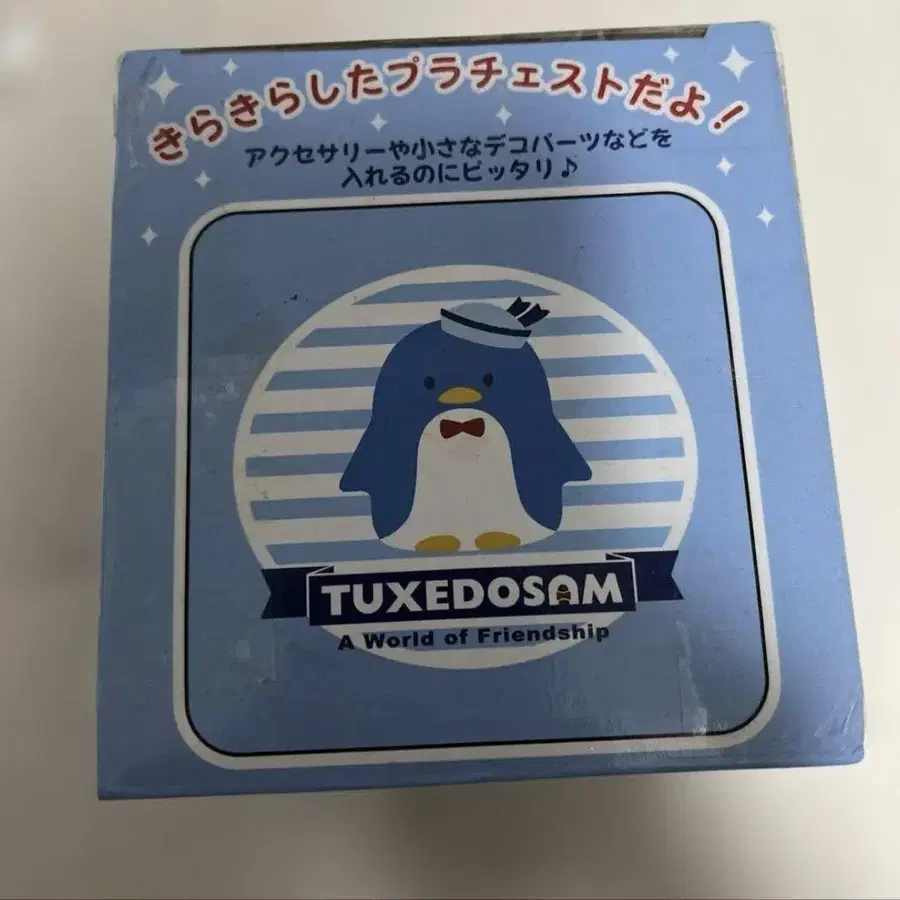 きらきらしたプラチェストだよ！
アクセサリーや小さなデコパーツなどを
入れるのにピッタリ♪
TUXEDOSAM
A World of Friendship